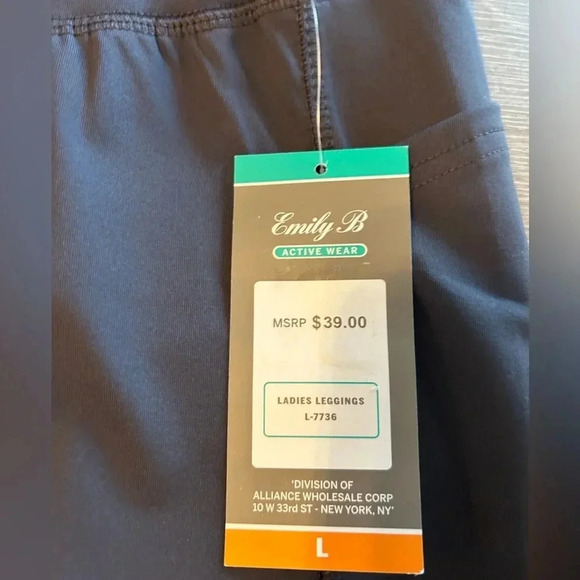 Emily B
ACTIVE WEAR
MSRP $39.00
LADIES LEGGINGS
L-7736
'DIVISION OF
ALLIANCE WHOLESALE CORP
10 W 33rd ST - NEW YORK, NY'
L